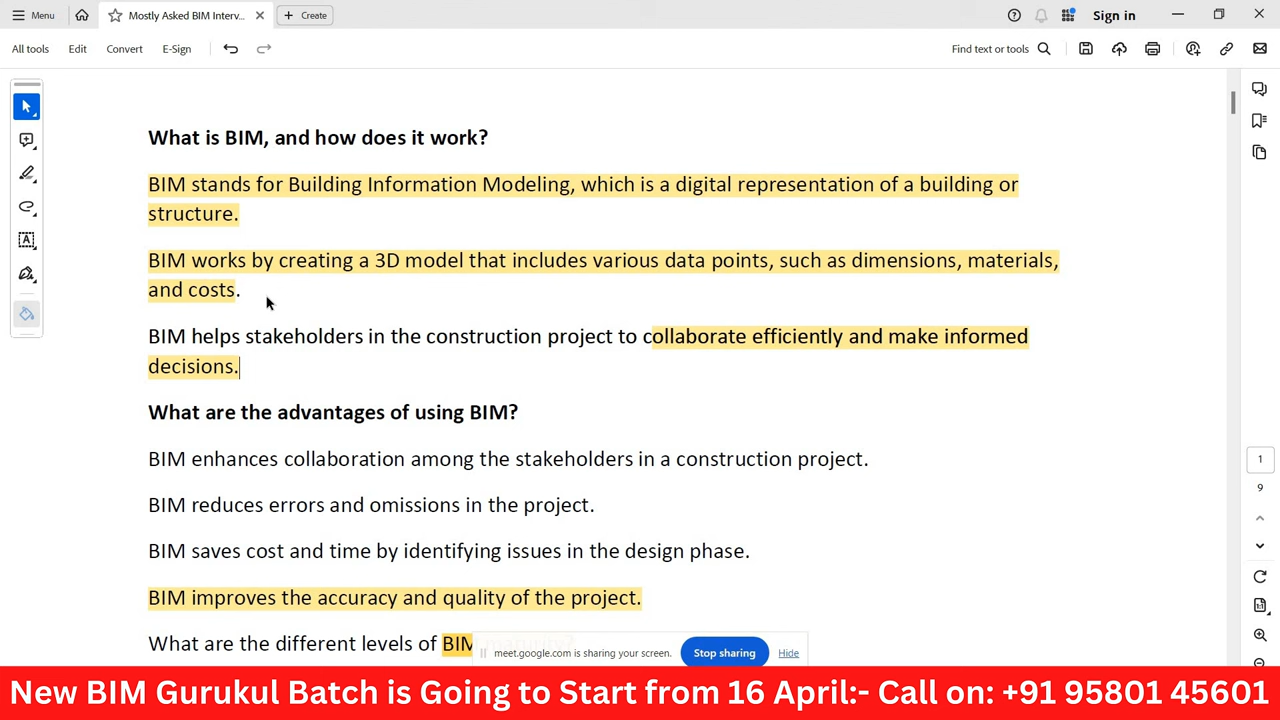 Menu
Mostly Asked BIM Interv...
Create
Sign in
All tools
Edit
Convert
E-Sign
Find text or tools
What is BIM, and how does it work?
BIM stands for Building Information Modeling, which is a digital representation of a building or
structure.
BIM works by creating a 3D model that includes various data points, such as dimensions, materials,
and costs.
BIM helps stakeholders in the construction project to collaborate efficiently and make informed
decisions.
What are the advantages of using BIM?
BIM enhances collaboration among the stakeholders in a construction project.
BIM reduces errors and omissions in the project.
BIM saves cost and time by identifying issues in the design phase.
1
9
BIM improves the accuracy and quality of the project.
What are the different levels of BIM
meet.google.com is sharing your screen.
Stop sharing
Hide
New BIM Gurukul Batch is Going to Start from 16 April:- Call on: +91 95801 45601